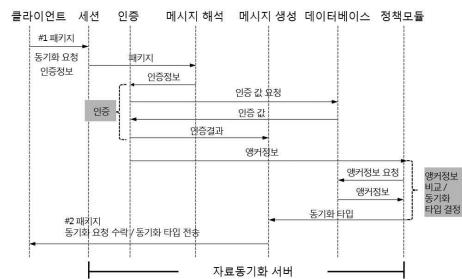 클라이언트 세션 인증 메시지 해석 메시지 생성 데이터베이스 정책모듈
#1 패키지
동기화 요청
인증정보
패키지
인증정보
인증 값 요청
인증
인증 값
인증결과
앵커정보
앵커정보 요청
앵커정보
앵커정보
비교 /
동기화
타입 결정
동기화 타입
#2 패키지
동기화 요청 수락 / 동기화 타입 전송
자료동기화 서버